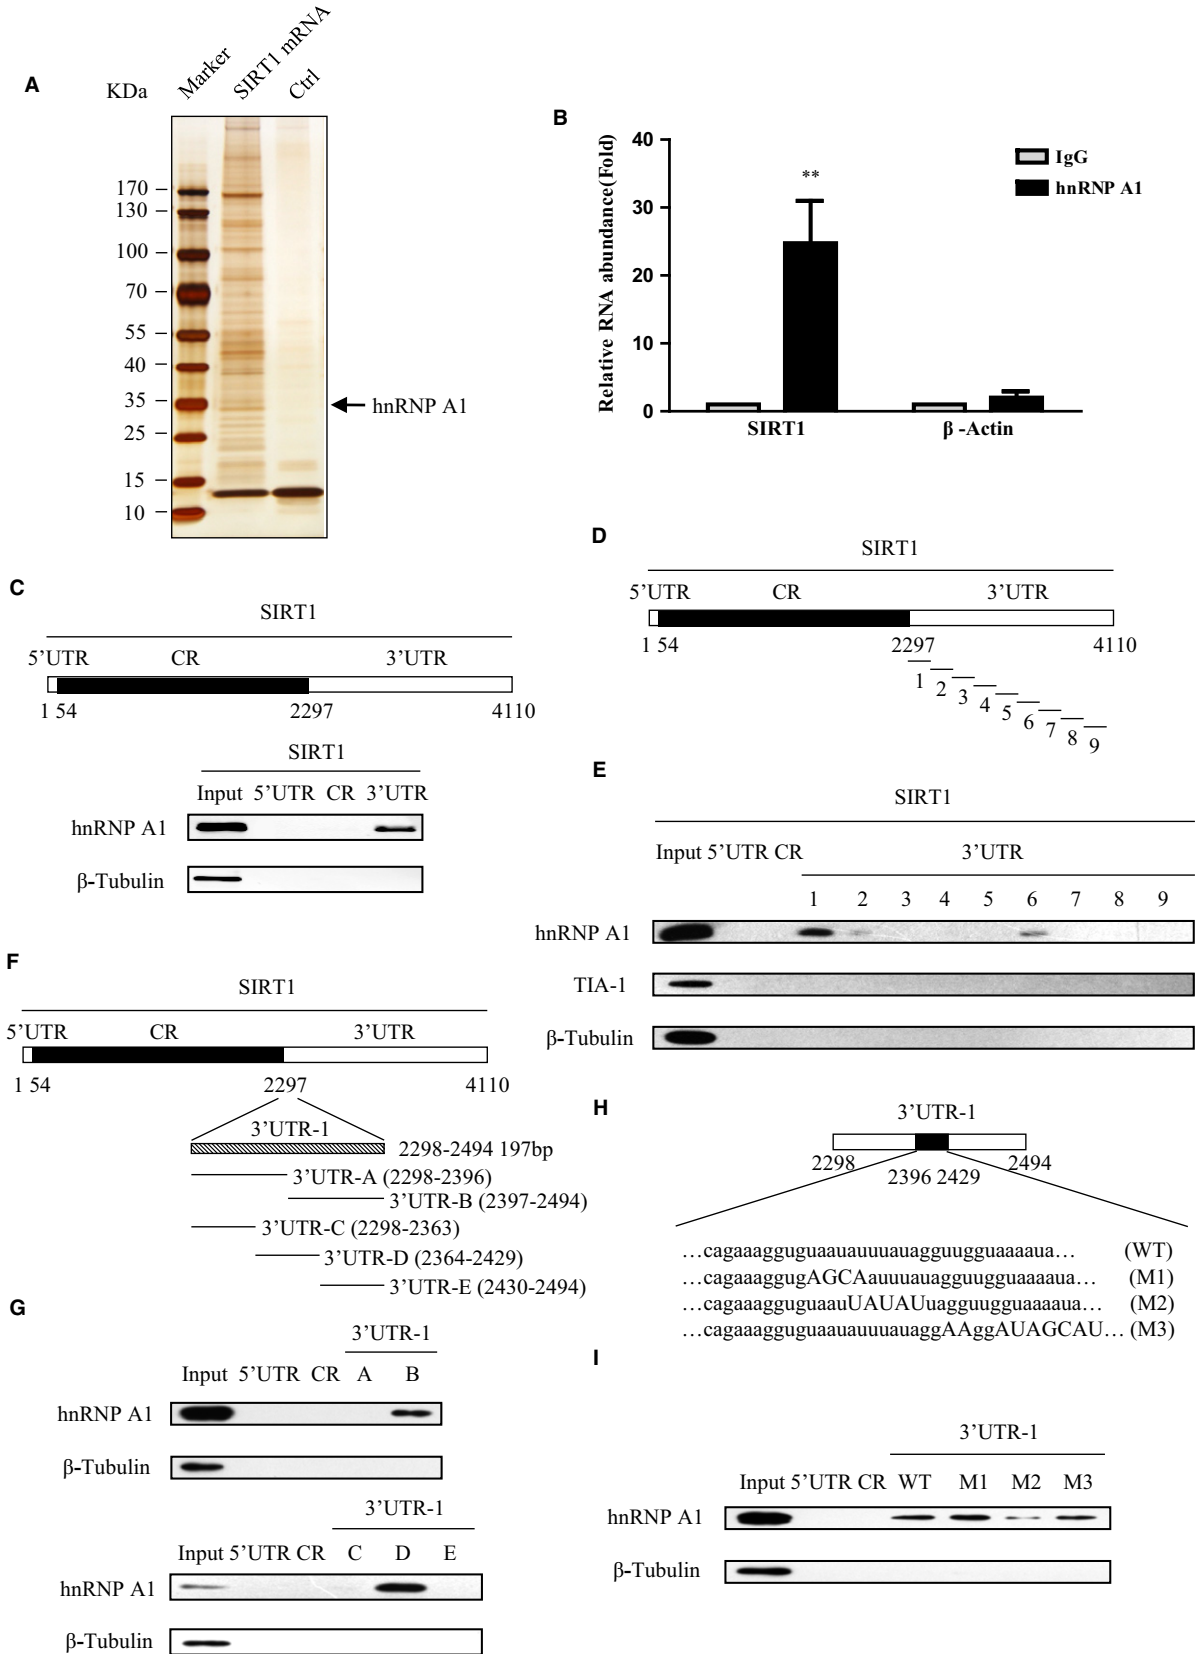 A
KDa
Marker
SIRT1 mRNA
Ctrl
170
130
100
70
55
40
35
25
15
10
hnRNP A1
B
Relative RNA abundance(Fold)
40
30
20
10
0
**
IgG
hnRNP A1
SIRT1
β -Actin
C
SIRT1
5’UTR CR 3’UTR
1 54 2297 4110
SIRT1
Input 5’UTR CR 3’UTR
hnRNP A1
β-Tubulin
D
SIRT1
5’UTR CR 3’UTR
1 54 2297 4110
1 2 3 4 5 6 7 8 9
E
SIRT1
Input 5’UTR CR 3’UTR
1 2 3 4 5 6 7 8 9
hnRNP A1
TIA-1
β-Tubulin
F
SIRT1
5’UTR CR 3’UTR
1 54 2297 4110
3’UTR-1
2298-2494 197bp
3’UTR-A (2298-2396)
3’UTR-B (2397-2494)
3’UTR-C (2298-2363)
3’UTR-D (2364-2429)
3’UTR-E (2430-2494)
G
3’UTR-1
Input 5’UTR CR A B
hnRNP A1
β-Tubulin
3’UTR-1
Input 5’UTR CR C D E
hnRNP A1
β-Tubulin
H
3’UTR-1
2298 2494
2396 2429
…cagaaagguguaauauuuauagguugguaaaaua… (WT)
…cagaaaggugAGCAauuuauagguugguaaaaua… (M1)
…cagaaagguguaauUAUAUuagguugguaaaaua… (M2)
…cagaaagguguaauauuuauaggAAggAUAGCAU… (M3)
I
3’UTR-1
Input 5’UTR CR WT M1 M2 M3
hnRNP A1
β-Tubulin